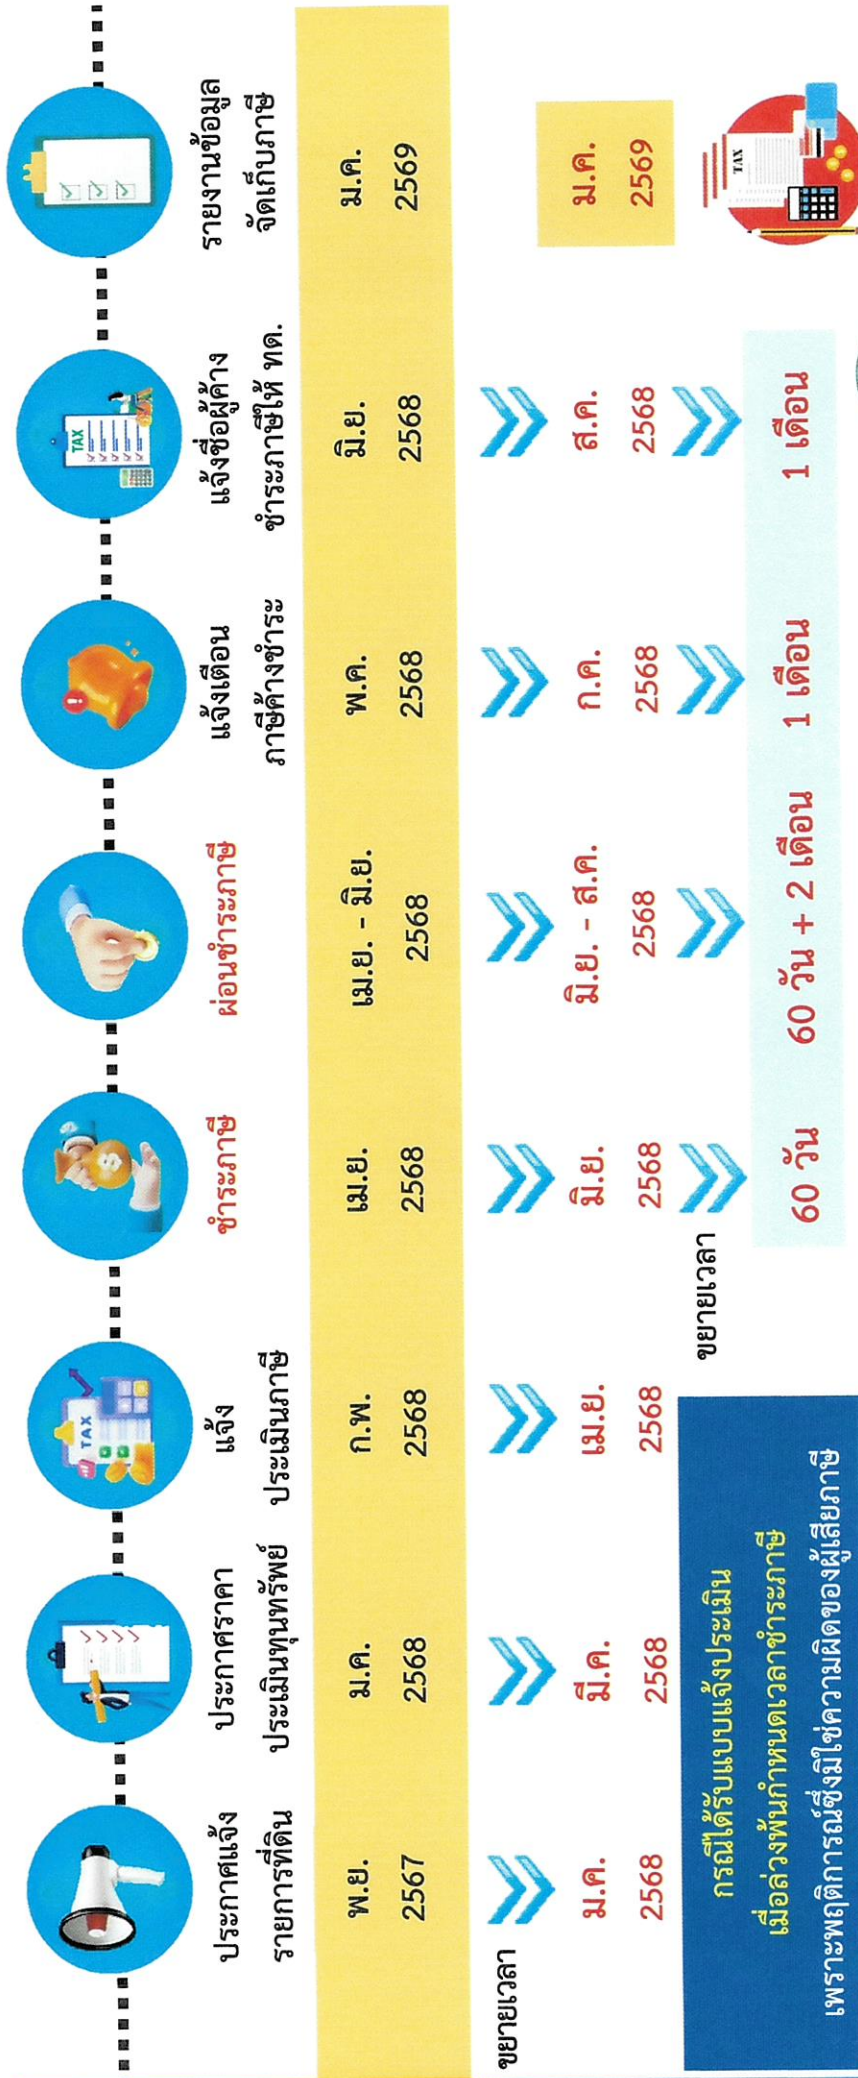 ประกาศแจ้ง
รายการที่ดิน
ประกาศราคา
ประเมินทุนทรัพย์
แจ้ง
ประเมินภาษี
ชำระภาษี
ผ่อนชำระภาษี
แจ้งเตือน
ภาษีค้างชำระ
แจ้งชื่อผู้ค้าง
ชำระภาษีให้ ทด.
รายงานข้อมูล
จัดเก็บภาษี
พ.ย.
2567
ม.ค.
2568
ก.พ.
2568
เม.ย.
2568
เม.ย. - มิ.ย.
2568
พ.ค.
2568
มิ.ย.
2568
ม.ค.
2569
ขยายเวลา
ม.ค.
2568
มี.ค.
2568
เม.ย.
2568
มิ.ย.
2568
มิ.ย. - ส.ค.
2568
ก.ค.
2568
ส.ค.
2568
ม.ค.
2569
กรณีได้รับแบบแจ้งประเมิน
เมื่อล่วงพ้นกำหนดเวลาชำระภาษี
เพราะพฤติการณ์ซึ่งมิใช่ความผิดของผู้เสียภาษี
ขยายเวลา
60 วัน
60 วัน + 2 เดือน
1 เดือน
1 เดือน
TAX
TAX
TAX